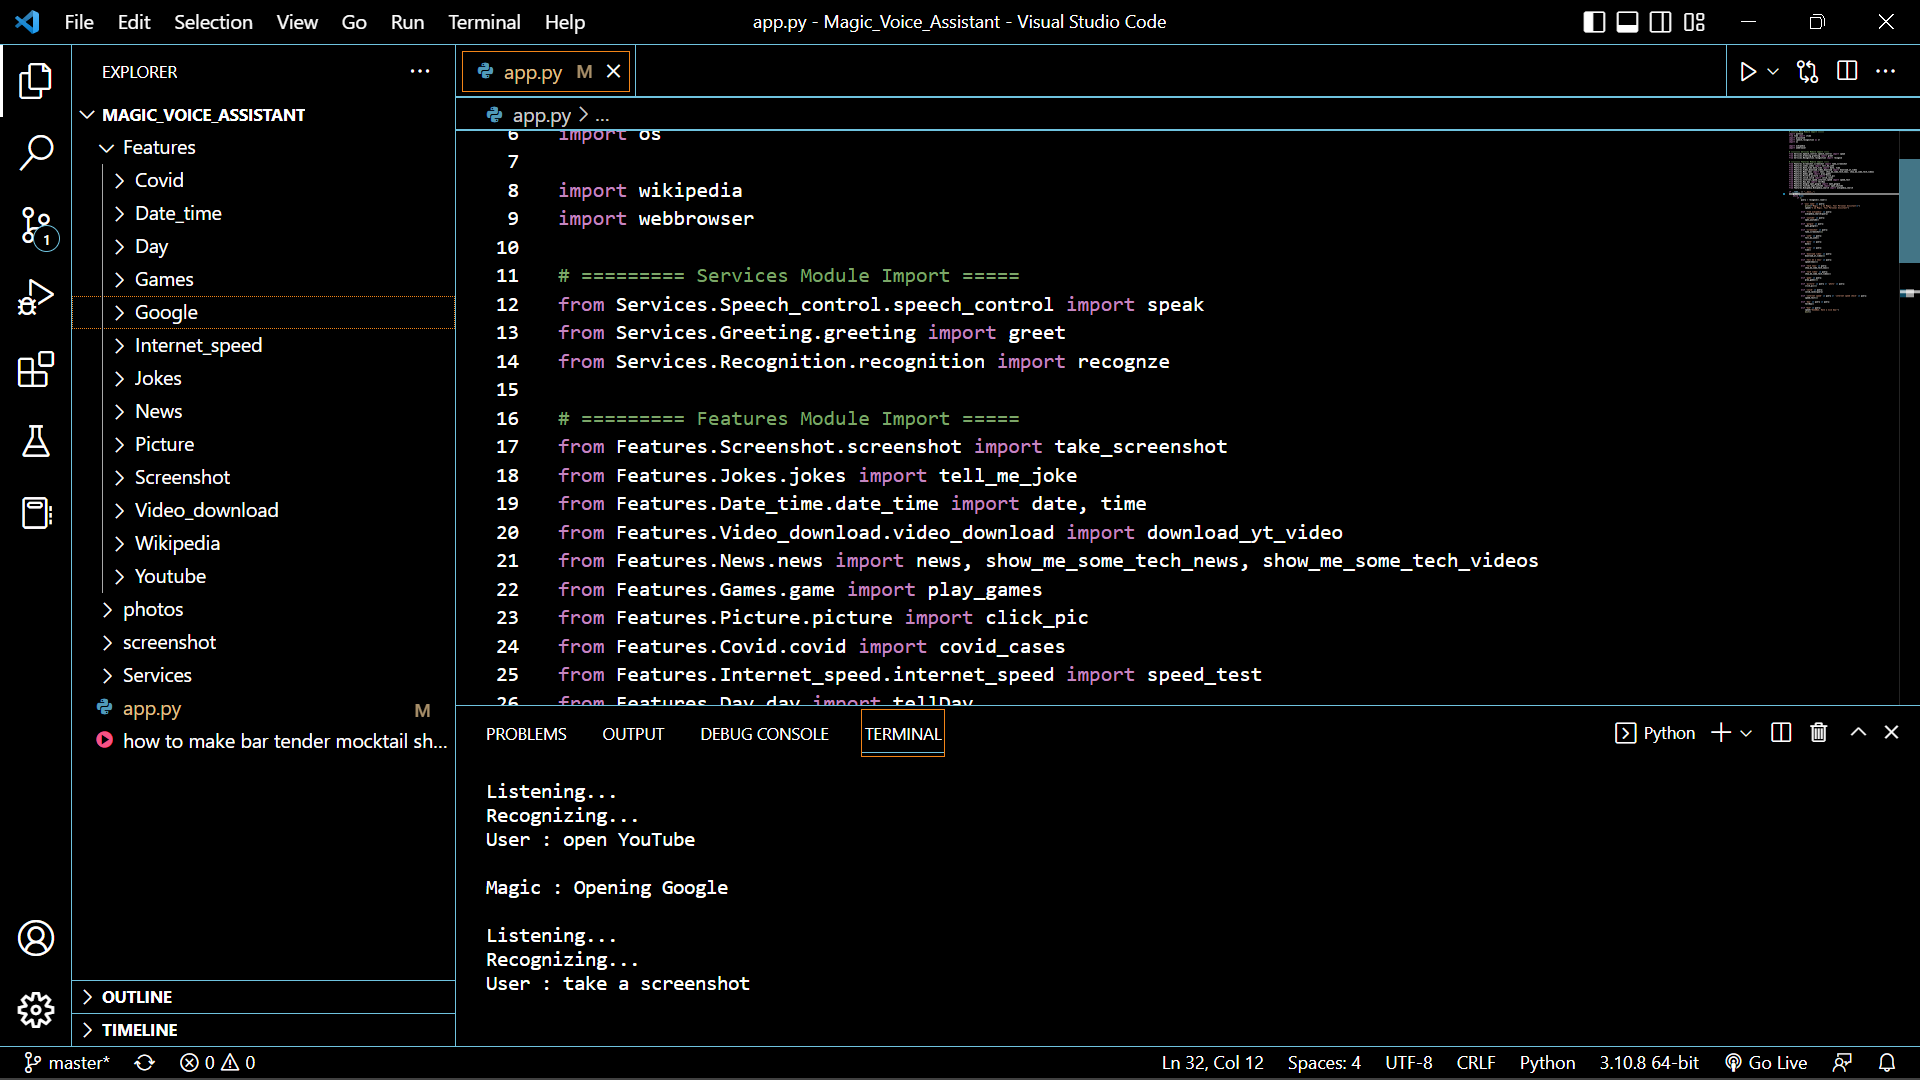 File Edit Selection View Go Run Terminal Help
app.py - Magic_Voice_Assistant - Visual Studio Code
EXPLORER
MAGIC_VOICE_ASSISTANT
Features
Covid
Date_time
Day
Games
Google
Internet_speed
Jokes
News
Picture
Screenshot
Video_download
Wikipedia
Youtube
photos
screenshot
Services
app.py M
how to make bar tender mocktail sh...
OUTLINE
TIMELINE
1
app.py M
app.py > ...
6 import os
7
8 import wikipedia
9 import webbrowser
10
11 # ========= Services Module Import =====
12 from Services.Speech_control.speech_control import speak
13 from Services.Greeting.greeting import greet
14 from Services.Recognition.recognition import recognze
15
16 # ========= Features Module Import =====
17 from Features.Screenshot.screenshot import take_screenshot
18 from Features.Jokes.jokes import tell_me_joke
19 from Features.Date_time.date_time import date, time
20 from Features.Video_download.video_download import download_yt_video
21 from Features.News.news import news, show_me_some_tech_news, show_me_some_tech_videos
22 from Features.Games.game import play_games
23 from Features.Picture.picture import click_pic
24 from Features.Covid.covid import covid_cases
25 from Features.Internet_speed.internet_speed import speed_test
26 from Features.Day.day import tellDay
PROBLEMS OUTPUT DEBUG CONSOLE TERMINAL
Python
Listening...
Recognizing...
User : open YouTube
Magic : Opening Google
Listening...
Recognizing...
User : take a screenshot
master* 0 0
Ln 32, Col 12 Spaces: 4 UTF-8 CRLF Python 3.10.8 64-bit Go Live